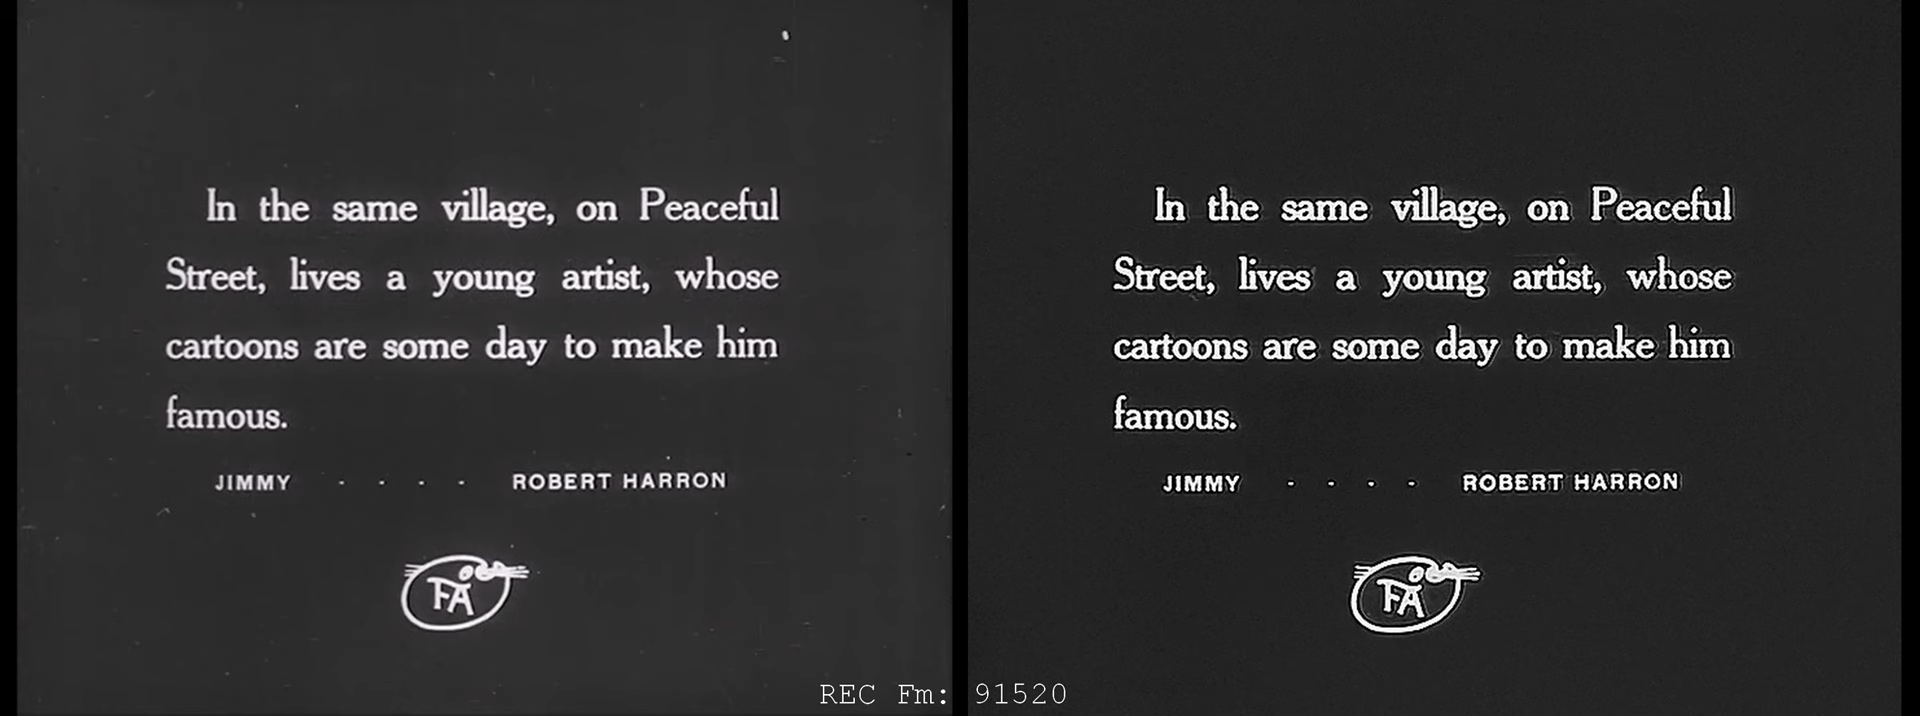 In the same village, on Peaceful
Street, lives a young artist, whose
cartoons are some day to make him
famous.
JIMMY - - - - ROBERT HARRON
FA
In the same village, on Peaceful
Street, lives a young artist, whose
cartoons are some day to make him
famous.
JIMMY - - - - ROBERT HARRON
FA
REC Fm: 91520